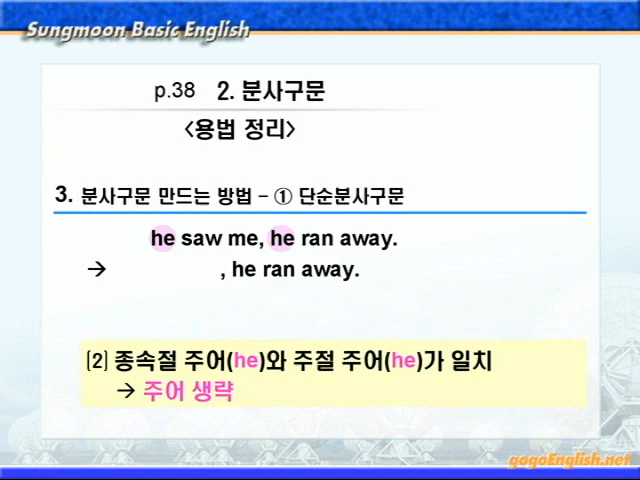 Sungmoon Basic English
p.38 2. 분사구문
<용법 정리>
3. 분사구문 만드는 방법 - ① 단순분사구문
he saw me, he ran away.
→ , he ran away.
(2) 종속절 주어(he)와 주절 주어(he)가 일치
→ 주어 생략
gogoEnglish.net